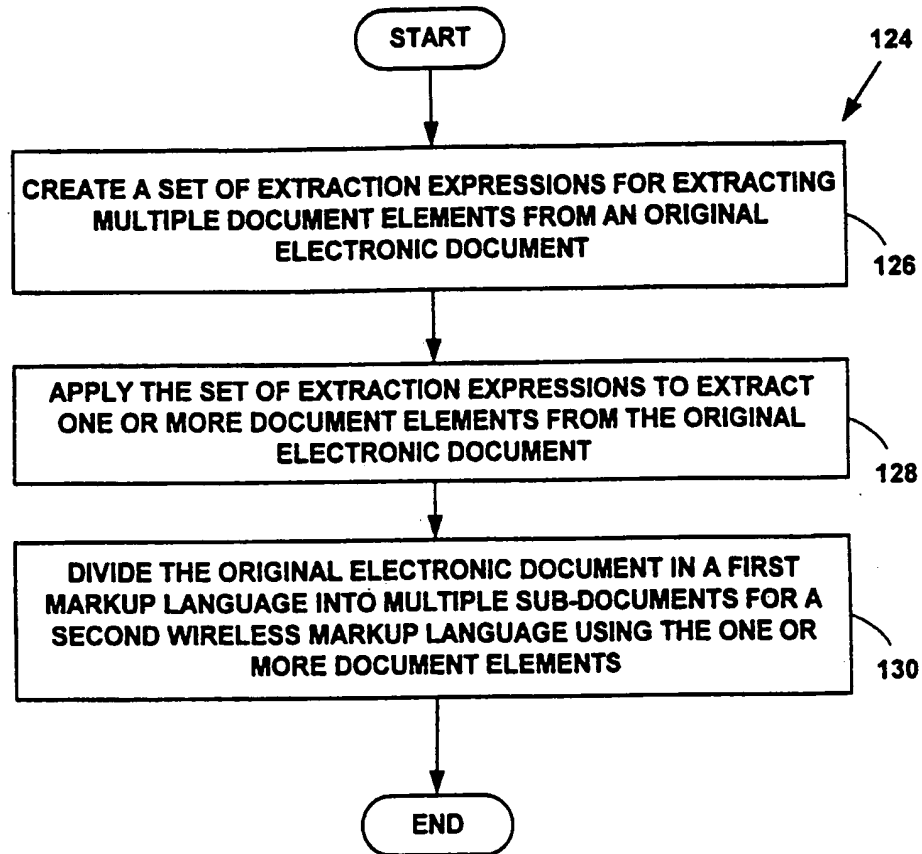 START
124
CREATE A SET OF EXTRACTION EXPRESSIONS FOR EXTRACTING
MULTIPLE DOCUMENT ELEMENTS FROM AN ORIGINAL
ELECTRONIC DOCUMENT
126
APPLY THE SET OF EXTRACTION EXPRESSIONS TO EXTRACT
ONE OR MORE DOCUMENT ELEMENTS FROM THE ORIGINAL
ELECTRONIC DOCUMENT
128
DIVIDE THE ORIGINAL ELECTRONIC DOCUMENT IN A FIRST
MARKUP LANGUAGE INTO MULTIPLE SUB-DOCUMENTS FOR A
SECOND WIRELESS MARKUP LANGUAGE USING THE ONE OR
MORE DOCUMENT ELEMENTS
130
END